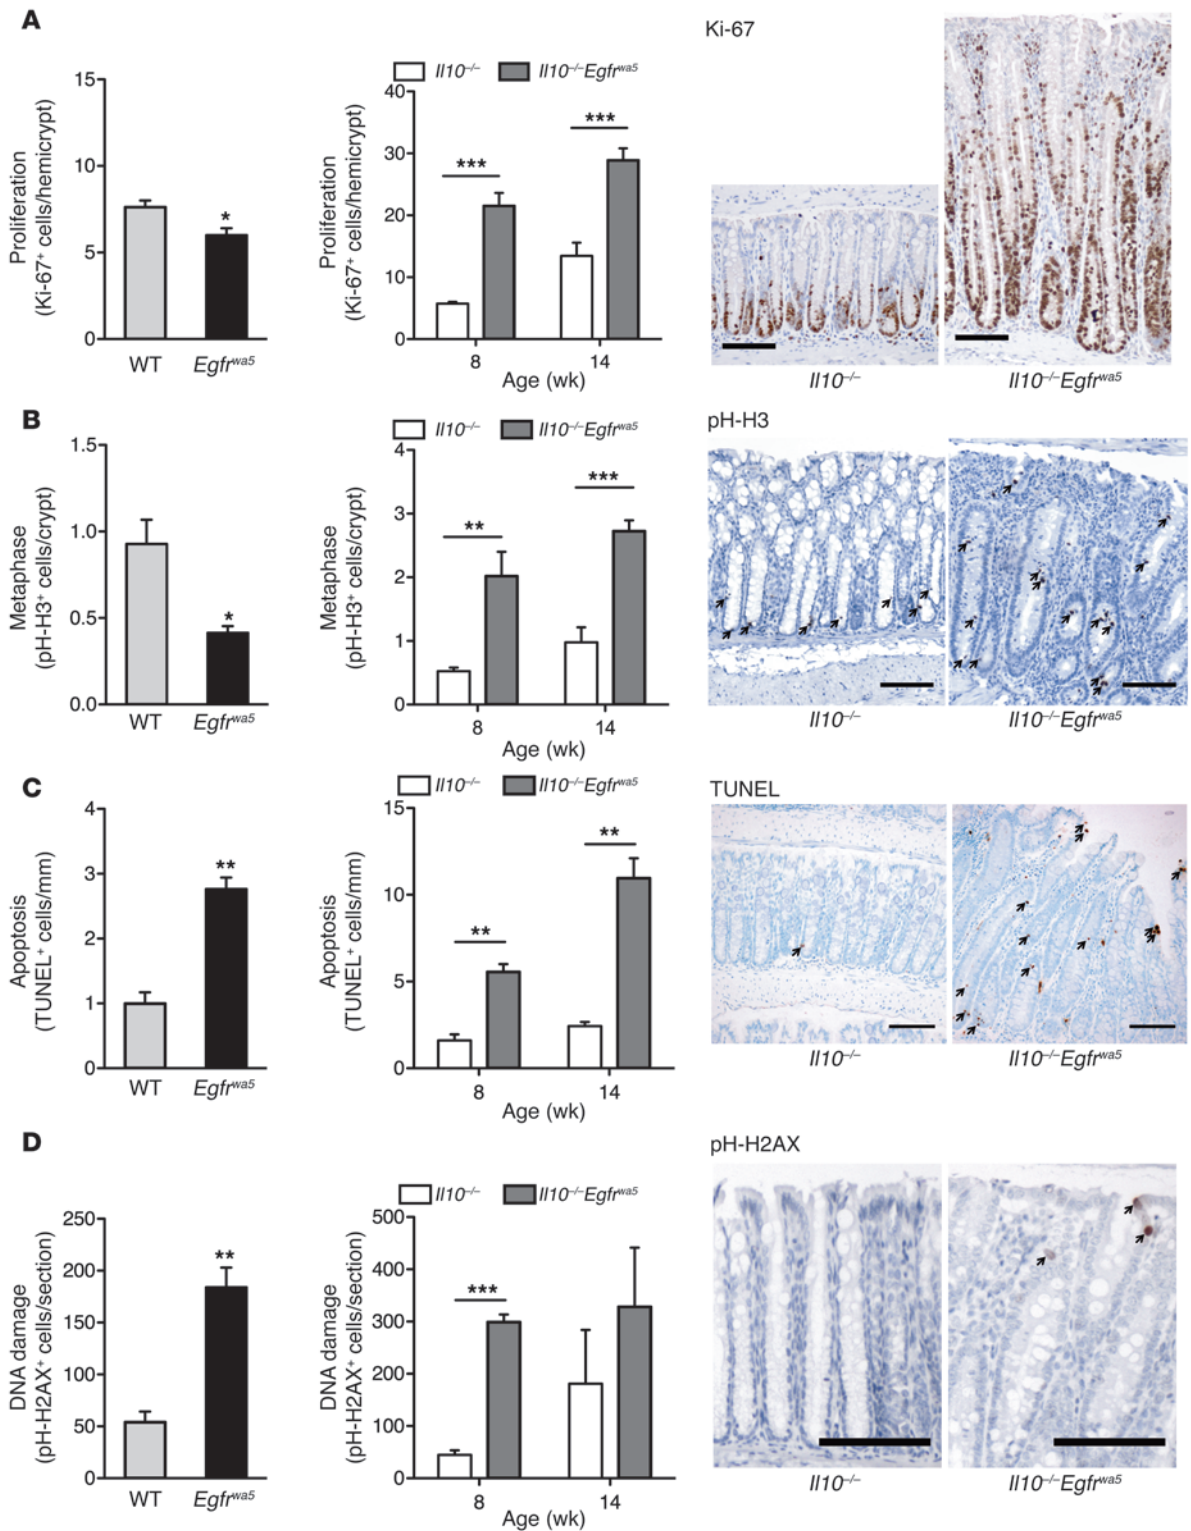 A
Proliferation
(Ki-67⁺ cells/hemicrypt)
15
10
5
0
*
WT
Egfrwa5
Il10–/–
Il10–/–Egfrwa5
Proliferation
(Ki-67⁺ cells/hemicrypt)
40
30
20
10
0
***
***
8
14
Age (wk)
Ki-67
Il10–/–
Il10–/–Egfrwa5
B
Metaphase
(pH-H3⁺ cells/crypt)
1.5
1.0
0.5
0.0
*
WT
Egfrwa5
Il10–/–
Il10–/–Egfrwa5
Metaphase
(pH-H3⁺ cells/crypt)
4
3
2
1
0
**
***
8
14
Age (wk)
pH-H3
Il10–/–
Il10–/–Egfrwa5
C
Apoptosis
(TUNEL⁺ cells/mm)
4
3
2
1
0
**
WT
Egfrwa5
Il10–/–
Il10–/–Egfrwa5
Apoptosis
(TUNEL⁺ cells/mm)
15
10
5
0
**
**
8
14
Age (wk)
TUNEL
Il10–/–
Il10–/–Egfrwa5
D
DNA damage
(pH-H2AX⁺ cells/section)
250
200
150
100
50
0
**
WT
Egfrwa5
Il10–/–
Il10–/–Egfrwa5
DNA damage
(pH-H2AX⁺ cells/section)
500
400
300
200
100
0
***
8
14
Age (wk)
pH-H2AX
Il10–/–
Il10–/–Egfrwa5